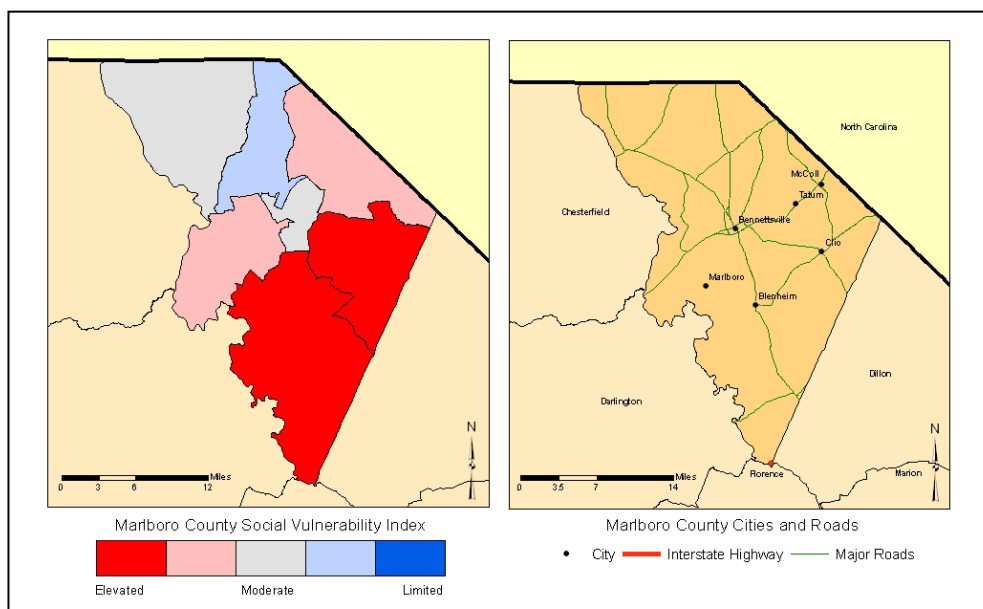 N
Miles
0 3 6 12
Marlboro County Social Vulnerability Index
Elevated Moderate Limited
North Carolina
McColl
Tatum
Chesterfield
Bennettsville
Clio
Marlboro
Blenheim
Dillon
Darlington
N
Miles
Florence
Marion
0 3.5 7 14
Marlboro County Cities and Roads
City Interstate Highway Major Roads